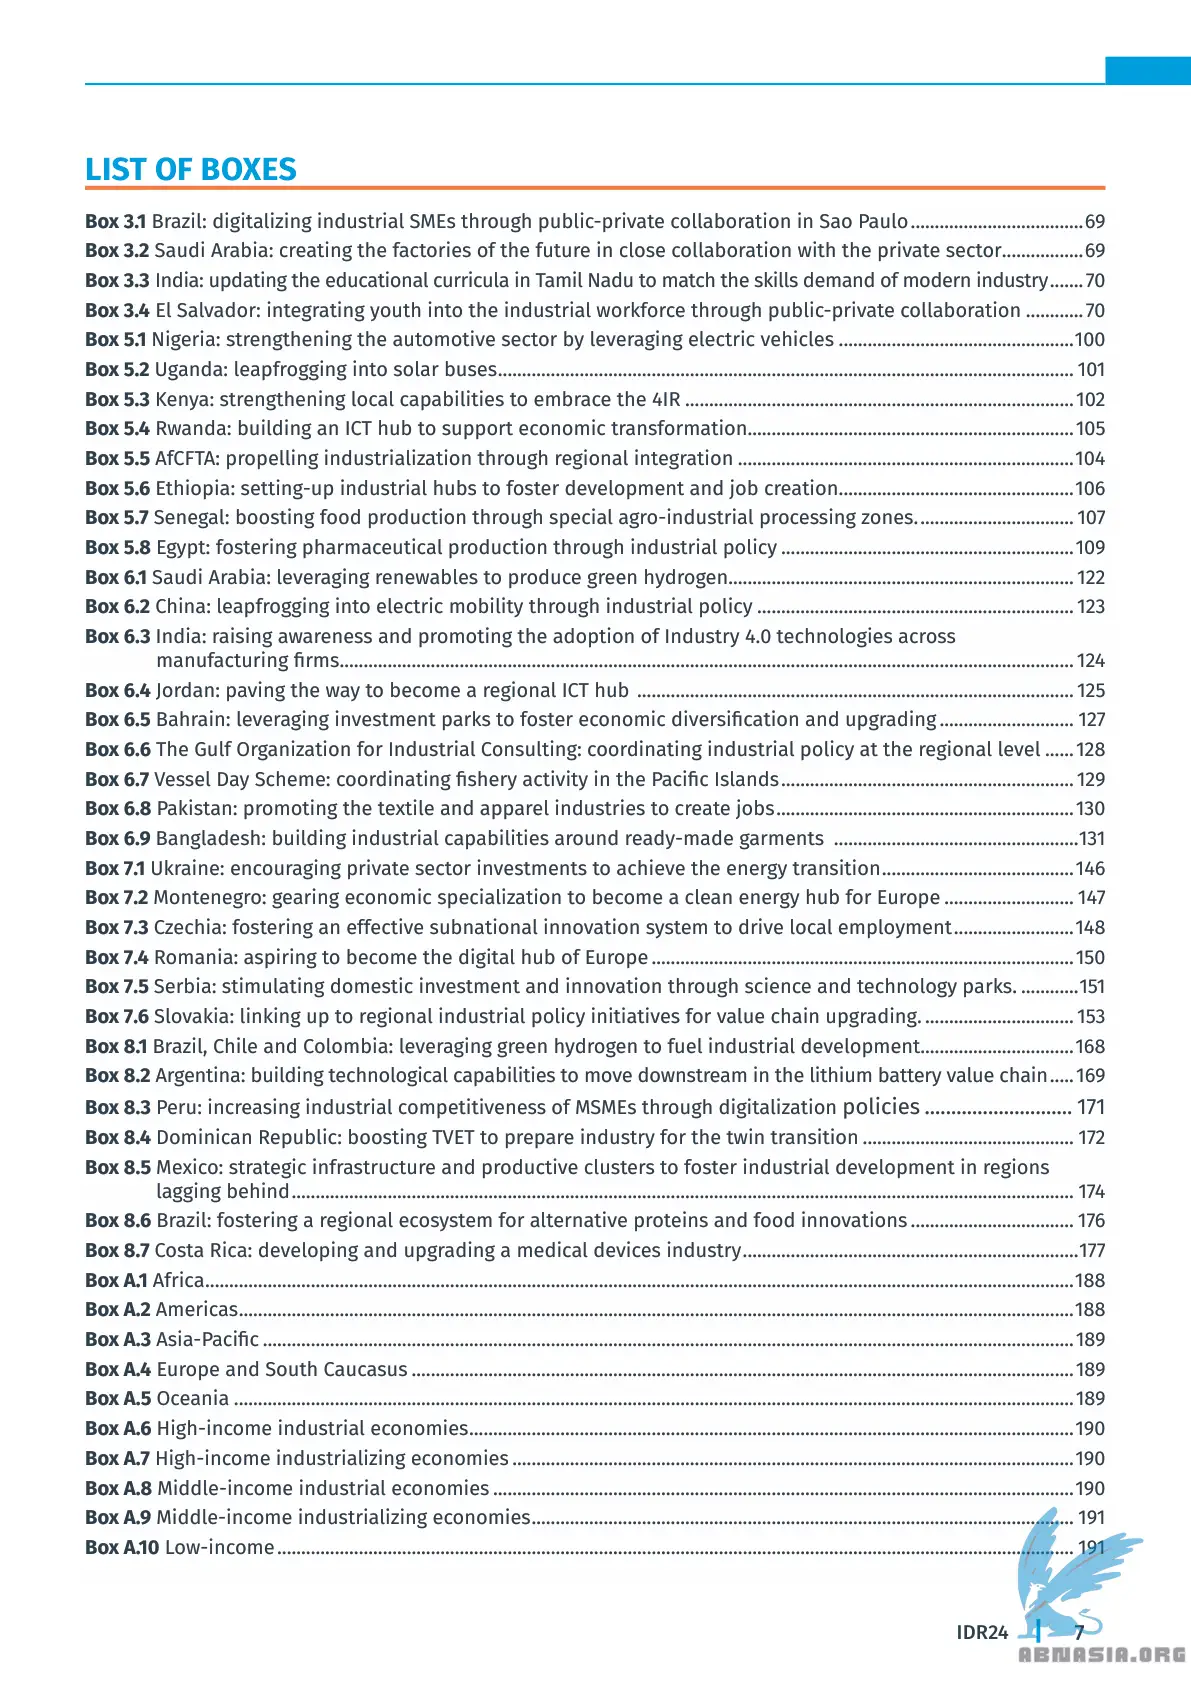 LIST OF BOXES
Box 3.1 Brazil: digitalizing industrial SMEs through public-private collaboration in Sao Paulo....................................69
Box 3.2 Saudi Arabia: creating the factories of the future in close collaboration with the private sector.................69
Box 3.3 India: updating the educational curricula in Tamil Nadu to match the skills demand of modern industry.......70
Box 3.4 El Salvador: integrating youth into the industrial workforce through public-private collaboration ............70
Box 5.1 Nigeria: strengthening the automotive sector by leveraging electric vehicles .................................................100
Box 5.2 Uganda: leapfrogging into solar buses........................................................................................................................ 101
Box 5.3 Kenya: strengthening local capabilities to embrace the 4IR .................................................................................102
Box 5.4 Rwanda: building an ICT hub to support economic transformation....................................................................105
Box 5.5 AfCFTA: propelling industrialization through regional integration ......................................................................104
Box 5.6 Ethiopia: setting-up industrial hubs to foster development and job creation.................................................106
Box 5.7 Senegal: boosting food production through special agro-industrial processing zones................................. 107
Box 5.8 Egypt: fostering pharmaceutical production through industrial policy .............................................................109
Box 6.1 Saudi Arabia: leveraging renewables to produce green hydrogen........................................................................ 122
Box 6.2 China: leapfrogging into electric mobility through industrial policy .................................................................. 123
Box 6.3 India: raising awareness and promoting the adoption of Industry 4.0 technologies across
manufacturing firms......................................................................................................................................................... 124
Box 6.4 Jordan: paving the way to become a regional ICT hub ........................................................................................... 125
Box 6.5 Bahrain: leveraging investment parks to foster economic diversification and upgrading ............................ 127
Box 6.6 The Gulf Organization for Industrial Consulting: coordinating industrial policy at the regional level ......128
Box 6.7 Vessel Day Scheme: coordinating fishery activity in the Pacific Islands............................................................. 129
Box 6.8 Pakistan: promoting the textile and apparel industries to create jobs.............................................................. 130
Box 6.9 Bangladesh: building industrial capabilities around ready-made garments ...................................................131
Box 7.1 Ukraine: encouraging private sector investments to achieve the energy transition........................................146
Box 7.2 Montenegro: gearing economic specialization to become a clean energy hub for Europe ........................... 147
Box 7.3 Czechia: fostering an effective subnational innovation system to drive local employment.........................148
Box 7.4 Romania: aspiring to become the digital hub of Europe ........................................................................................150
Box 7.5 Serbia: stimulating domestic investment and innovation through science and technology parks. ............151
Box 7.6 Slovakia: linking up to regional industrial policy initiatives for value chain upgrading. ............................... 153
Box 8.1 Brazil, Chile and Colombia: leveraging green hydrogen to fuel industrial development................................168
Box 8.2 Argentina: building technological capabilities to move downstream in the lithium battery value chain.....169
Box 8.3 Peru: increasing industrial competitiveness of MSMEs through digitalization policies ............................ 171
Box 8.4 Dominican Republic: boosting TVET to prepare industry for the twin transition ............................................ 172
Box 8.5 Mexico: strategic infrastructure and productive clusters to foster industrial development in regions
lagging behind................................................................................................................................................................... 174
Box 8.6 Brazil: fostering a regional ecosystem for alternative proteins and food innovations .................................. 176
Box 8.7 Costa Rica: developing and upgrading a medical devices industry......................................................................177
Box A.1 Africa.....................................................................................................................................................................................188
Box A.2 Americas..............................................................................................................................................................................188
Box A.3 Asia-Pacific .........................................................................................................................................................................189
Box A.4 Europe and South Caucasus ..........................................................................................................................................189
Box A.5 Oceania ...............................................................................................................................................................................189
Box A.6 High-income industrial economies..............................................................................................................................190
Box A.7 High-income industrializing economies .....................................................................................................................190
Box A.8 Middle-income industrial economies .........................................................................................................................190
Box A.9 Middle-income industrializing economies................................................................................................................. 191
Box A.10 Low-income ...................................................................................................................................................................... 191
IDR24 | 7
ABNASIA.ORG